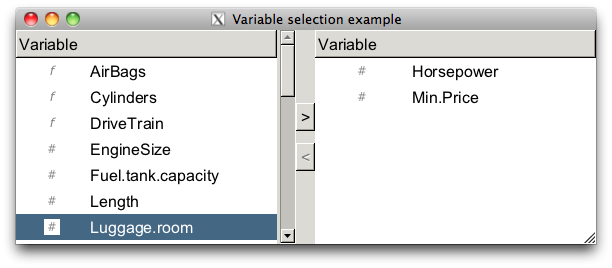 Variable selection example
Variable
f AirBags
f Cylinders
f DriveTrain
# EngineSize
# Fuel.tank.capacity
# Length
# Luggage.room
>
<
Variable
# Horsepower
# Min.Price